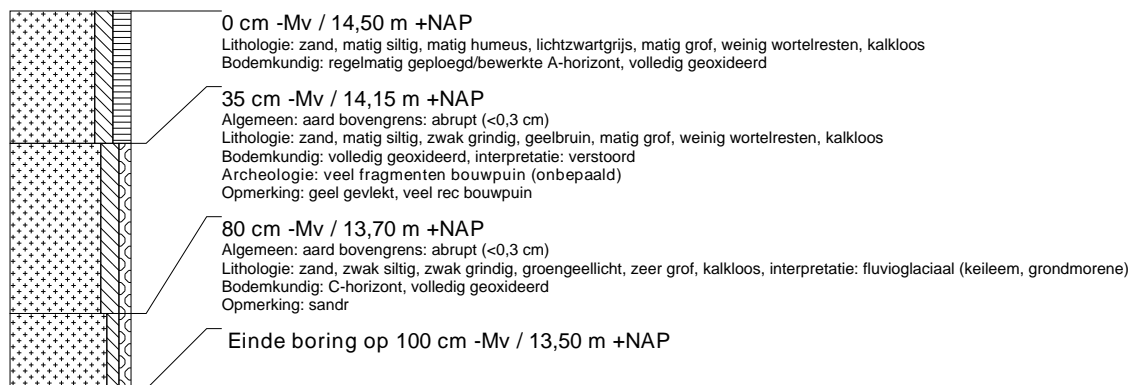 0 cm -Mv / 14,50 m +NAP
Lithologie: zand, matig siltig, matig humeus, lichtzwartgrijs, matig grof, weinig wortelresten, kalkloos
Bodemkundig: regelmatig geploegd/bewerkte A-horizont, volledig geoxideerd
35 cm -Mv / 14,15 m +NAP
Algemeen: aard bovengrens: abrupt (<0,3 cm)
Lithologie: zand, matig siltig, zwak grindig, geelbruin, matig grof, weinig wortelresten, kalkloos
Bodemkundig: volledig geoxideerd, interpretatie: verstoord
Archeologie: veel fragmenten bouwpuin (onbepaald)
Opmerking: geel gevlekt, veel rec bouwpuin
80 cm -Mv / 13,70 m +NAP
Algemeen: aard bovengrens: abrupt (<0,3 cm)
Lithologie: zand, zwak siltig, zwak grindig, groengeellicht, zeer grof, kalkloos, interpretatie: fluvioglaciaal (keileem, grondmorene)
Bodemkundig: C-horizont, volledig geoxideerd
Opmerking: sandr
Einde boring op 100 cm -Mv / 13,50 m +NAP